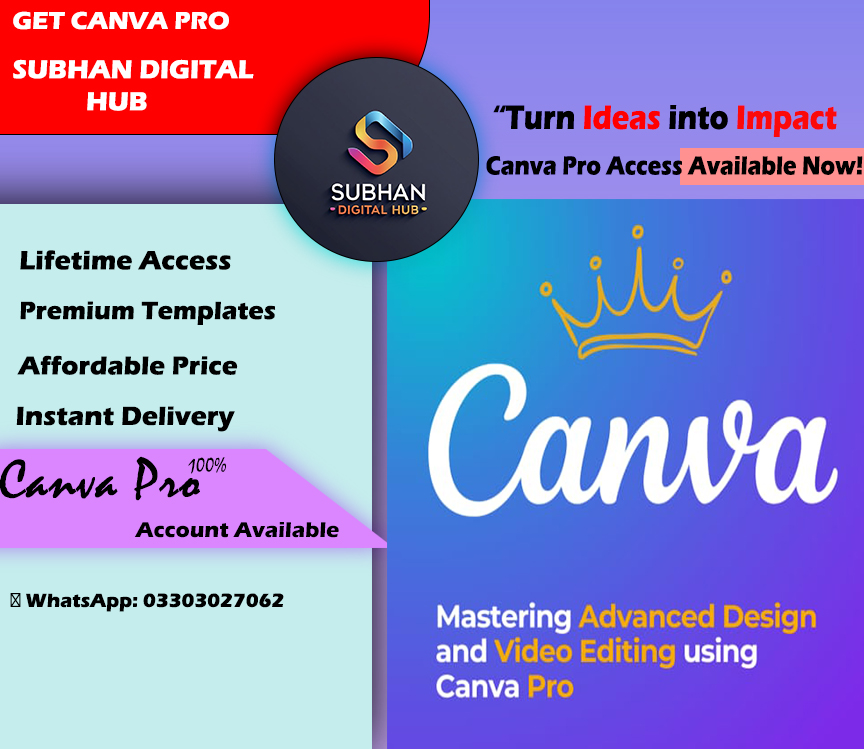 GET CANVA PRO
SUBHAN DIGITAL
HUB
SUBHAN
DIGITAL HUB
“Turn Ideas into Impact
Canva Pro Access Available Now!
Lifetime Access
Premium Templates
Affordable Price
Instant Delivery
Canva Pro 100%
Account Available
WhatsApp: 03303027062
Canva
Mastering Advanced Design
and Video Editing using
Canva Pro